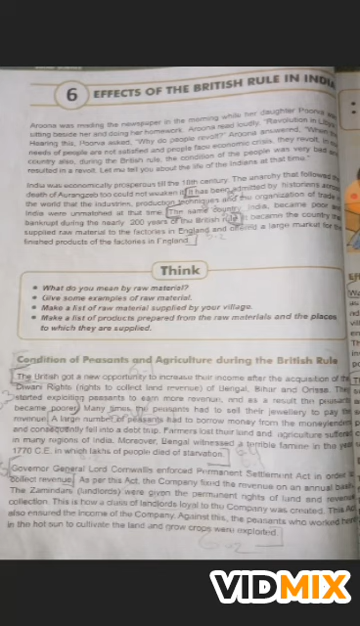 6 EFFECTS OF THE BRITISH RULE IN INDIA
Aroona was reading the newspaper in the morning while her daughter Poorva was
sitting beside her and doing her homework. Aroona read loudly, "Revolution in
Hearing this, Poorva asked, "Why do people revolt?" Aroona answered, "When the
needs of people are not satisfied and people face economic crisis, they revolt. In our
country also, during the British rule, the condition of the people was very bad and
resulted in a revolt. Let me tell you about the life of the Indians at that time."
India was economically prosperous till the 18th century. The anarchy that followed the
death of Aurangzeb too could not weaken it. It has been admitted by historians across
the world that the industries, production techniques and the organization of trade in
India were unmatched at that time. The same country, India, became poor and
bankrupt during the nearly 200 years of the British rule. It became the country that
supplied raw material to the factories in England and offering a large market for the
finished products of the factories in England.
Think
• What do you mean by raw material?
• Give some examples of raw material.
• Make a list of raw material supplied by your village.
• Make a list of products prepared from the raw materials and the places
to which they are supplied.
Condition of Peasants and Agriculture during the British Rule
The British got a new opportunity to increase their income after the acquisition of the
Diwani Rights (rights to collect land revenue) of Bengal, Bihar and Orissa. They
started exploiting peasants to earn more revenue, and as a result the peasants
became poorer. Many times the peasants had to sell their jewellery to pay the
revenue. A large number of peasants had to borrow money from the moneylenders
and consequently fell into a debt trap. Farmers lost their land and agriculture suffered
in many regions of India. Moreover, Bengal witnessed a terrible famine in the year
1770 C.E. in which lakhs of people died of starvation.
Governor General Lord Cornwallis enforced Permanent Settlement Act in order to
collect revenue. As per this Act, the Company fixed the revenue on an annual basis.
The Zamindars (landlords) were given the permanent rights of land and revenue
collection. This is how a class of landlords loyal to the Company was created. This Act
also ensured the income of the Company. Against this, the peasants who worked hard
in the hot sun to cultivate the land and grow crops were exploited.
VIDMIX